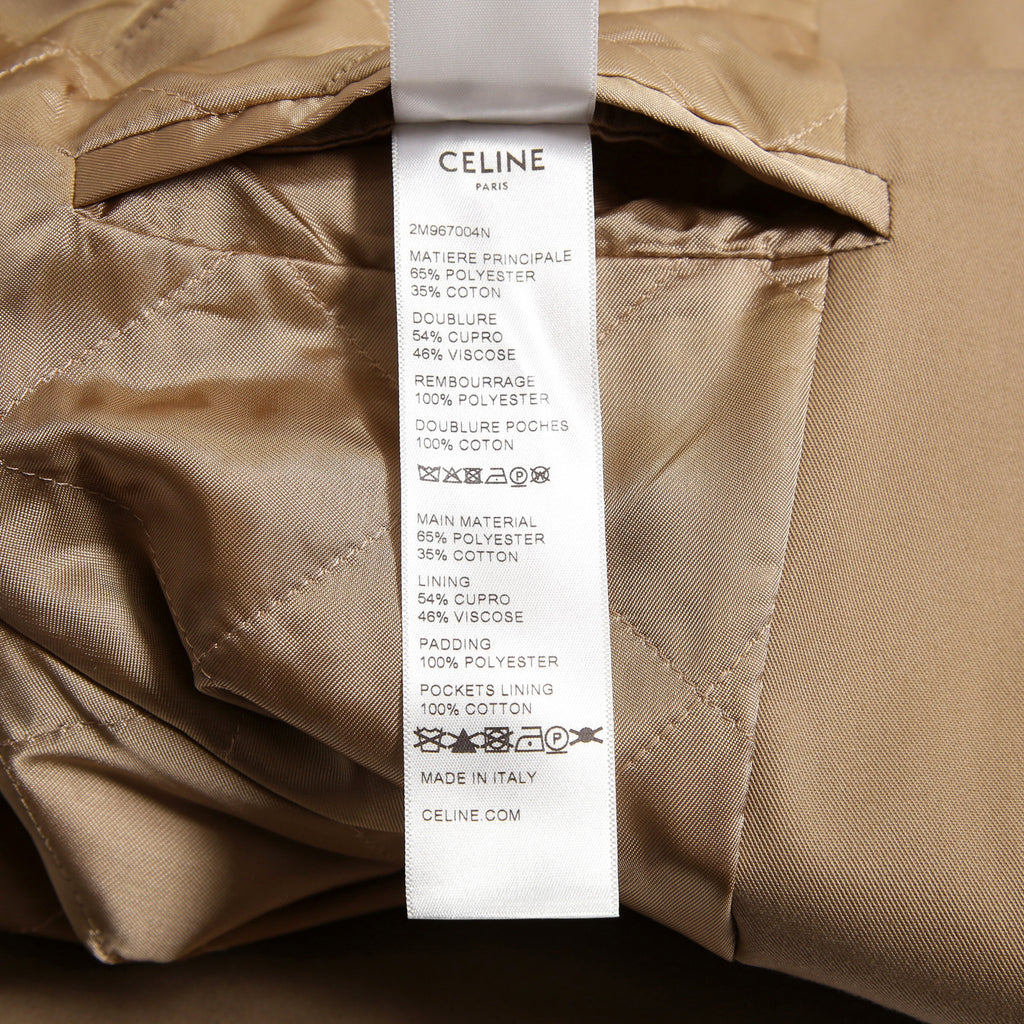 CELINE
PARIS
2M967004N
MATIERE PRINCIPALE
65% POLYESTER
35% COTON
DOUBLURE
54% CUPRO
46% VISCOSE
REMBOURRAGE
100% POLYESTER
DOUBLURE POCHES
100% COTON
MAIN MATERIAL
65% POLYESTER
35% COTTON
LINING
54% CUPRO
46% VISCOSE
PADDING
100% POLYESTER
POCKETS LINING
100% COTTON
MADE IN ITALY
CELINE.COM